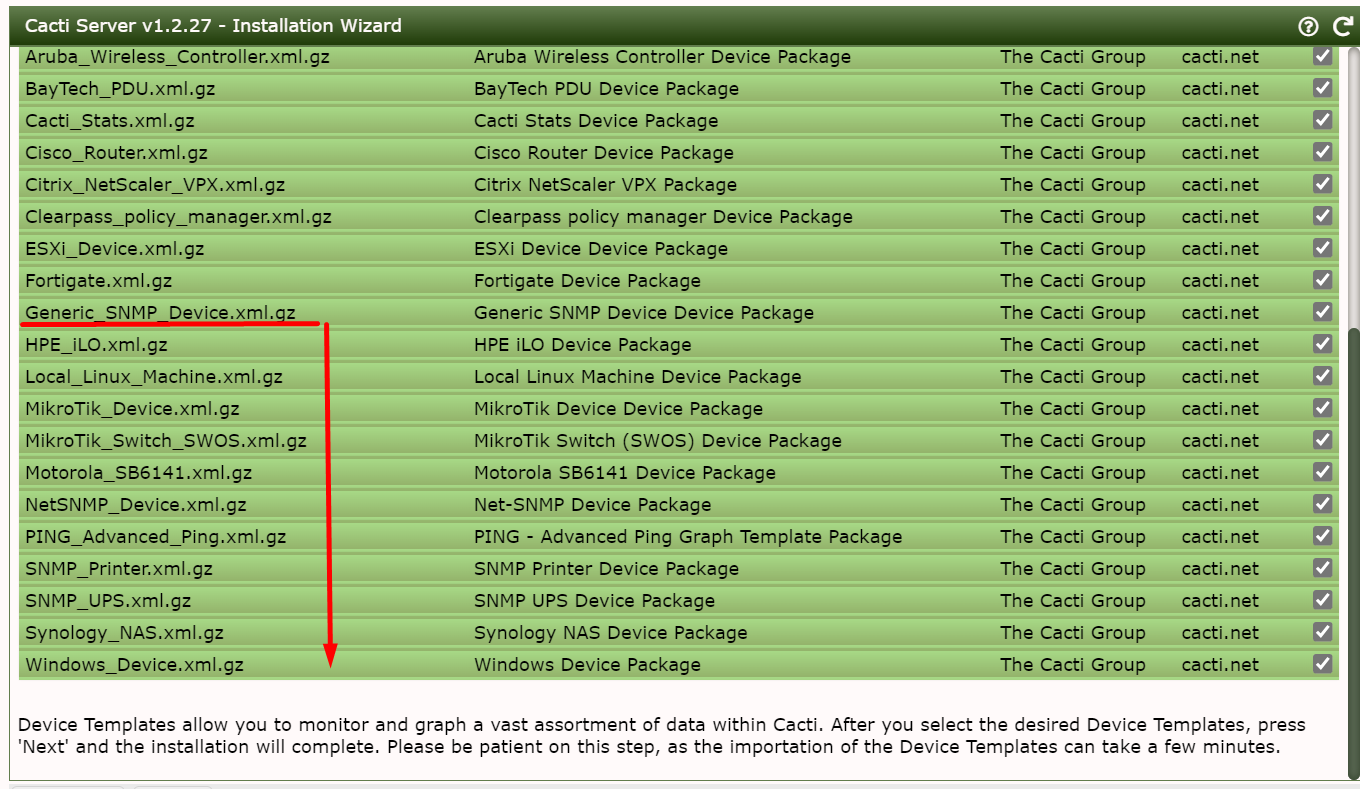 Cacti Server v1.2.27 - Installation Wizard
Aruba_Wireless_Controller.xml.gz Aruba Wireless Controller Device Package The Cacti Group cacti.net
BayTech_PDU.xml.gz BayTech PDU Device Package The Cacti Group cacti.net
Cacti_Stats.xml.gz Cacti Stats Device Package The Cacti Group cacti.net
Cisco_Router.xml.gz Cisco Router Device Package The Cacti Group cacti.net
Citrix_NetScaler_VPX.xml.gz Citrix NetScaler VPX Package The Cacti Group cacti.net
Clearpass_policy_manager.xml.gz Clearpass policy manager Device Package The Cacti Group cacti.net
ESXi_Device.xml.gz ESXi Device Device Package The Cacti Group cacti.net
Fortigate.xml.gz Fortigate Device Package The Cacti Group cacti.net
Generic_SNMP_Device.xml.gz Generic SNMP Device Device Package The Cacti Group cacti.net
HPE_iLO.xml.gz HPE iLO Device Package The Cacti Group cacti.net
Local_Linux_Machine.xml.gz Local Linux Machine Device Package The Cacti Group cacti.net
MikroTik_Device.xml.gz MikroTik Device Device Package The Cacti Group cacti.net
MikroTik_Switch_SWOS.xml.gz MikroTik Switch (SWOS) Device Package The Cacti Group cacti.net
Motorola_SB6141.xml.gz Motorola SB6141 Device Package The Cacti Group cacti.net
NetSNMP_Device.xml.gz Net-SNMP Device Package The Cacti Group cacti.net
PING_Advanced_Ping.xml.gz PING - Advanced Ping Graph Template Package The Cacti Group cacti.net
SNMP_Printer.xml.gz SNMP Printer Device Package The Cacti Group cacti.net
SNMP_UPS.xml.gz SNMP UPS Device Package The Cacti Group cacti.net
Synology_NAS.xml.gz Synology NAS Device Package The Cacti Group cacti.net
Windows_Device.xml.gz Windows Device Package The Cacti Group cacti.net
Device Templates allow you to monitor and graph a vast assortment of data within Cacti. After you select the desired Device Templates, press
'Next' and the installation will complete. Please be patient on this step, as the importation of the Device Templates can take a few minutes.